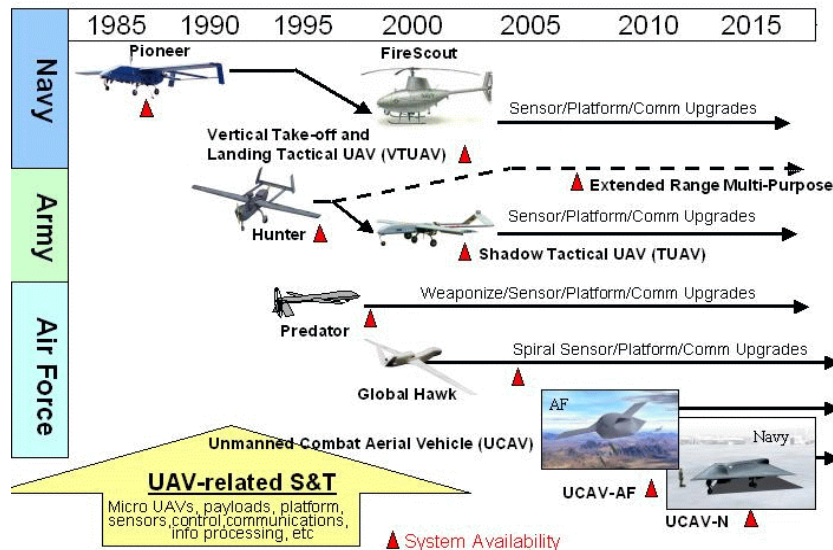 1985 1990 1995 2000 2005 2010 2015
Navy
Pioneer
FireScout
Sensor/Platform/Comm Upgrades
Vertical Take-off and
Landing Tactical UAV (VTUAV)
Army
Extended Range Multi-Purpose
Hunter
Sensor/Platform/Comm Upgrades
Shadow Tactical UAV (TUAV)
Air Force
Weaponize/Sensor/Platform/Comm Upgrades
Predator
Spiral Sensor/Platform/Comm Upgrades
Global Hawk
AF
Navy
Unmanned Combat Aerial Vehicle (UCAV)
UCAV-AF
UCAV-N
UAV-related S&T
Micro UAVs, payloads, platform,
sensors,control,communications,
info processing, etc
System Availability